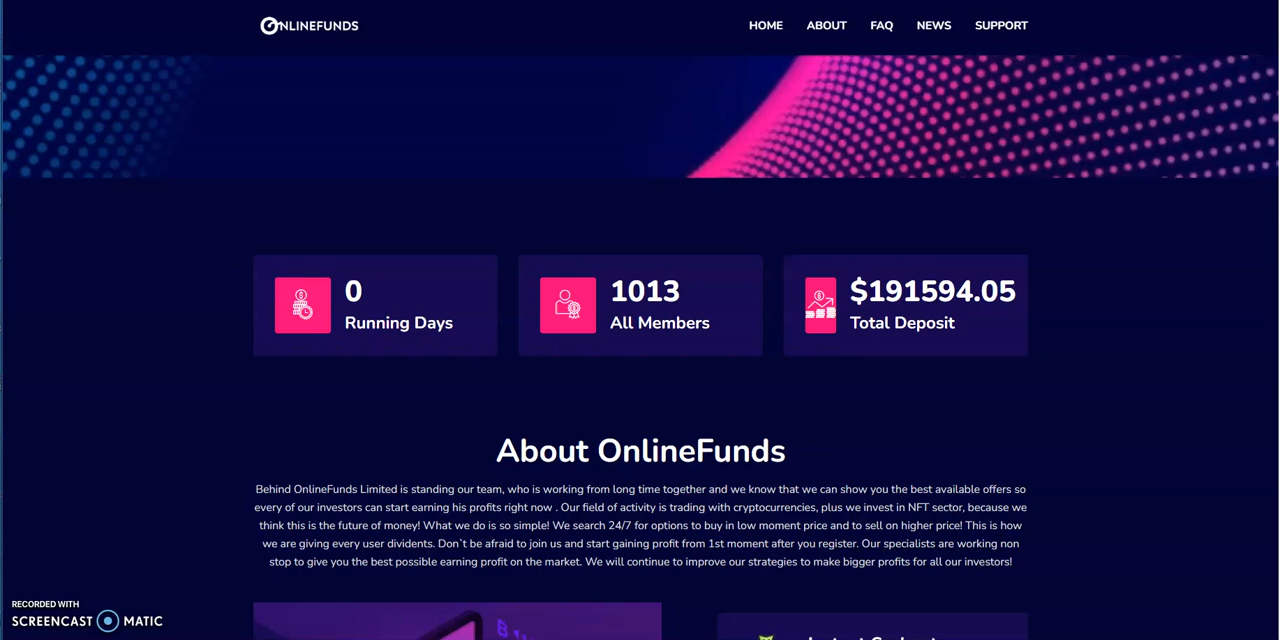 ONLINEFUNDS
HOME ABOUT FAQ NEWS SUPPORT
0
Running Days
1013
All Members
$191594.05
Total Deposit
About OnlineFunds
Behind OnlineFunds Limited is standing our team, who is working from long time together and we know that we can show you the best available offers so
every of our investors can start earning his profits right now . Our field of activity is trading with cryptocurrencies, plus we invest in NFT sector, because we
think this is the future of money! What we do is so simple! We search 24/7 for options to buy in low moment price and to sell on higher price! This is how
we are giving every user dividents. Don`t be afraid to join us and start gaining profit from 1st moment after you register. Our specialists are working non
stop to give you the best possible earning profit on the market. We will continue to improve our strategies to make bigger profits for all our investors!
RECORDED WITH
SCREENCAST MATIC